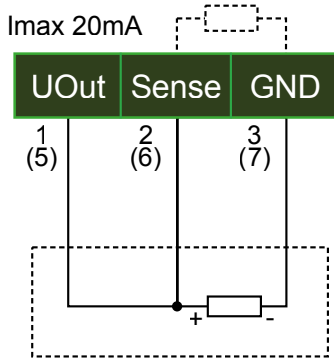 Imax 20mA
UOut Sense GND
1 2 3
(5) (6) (7)
+ -